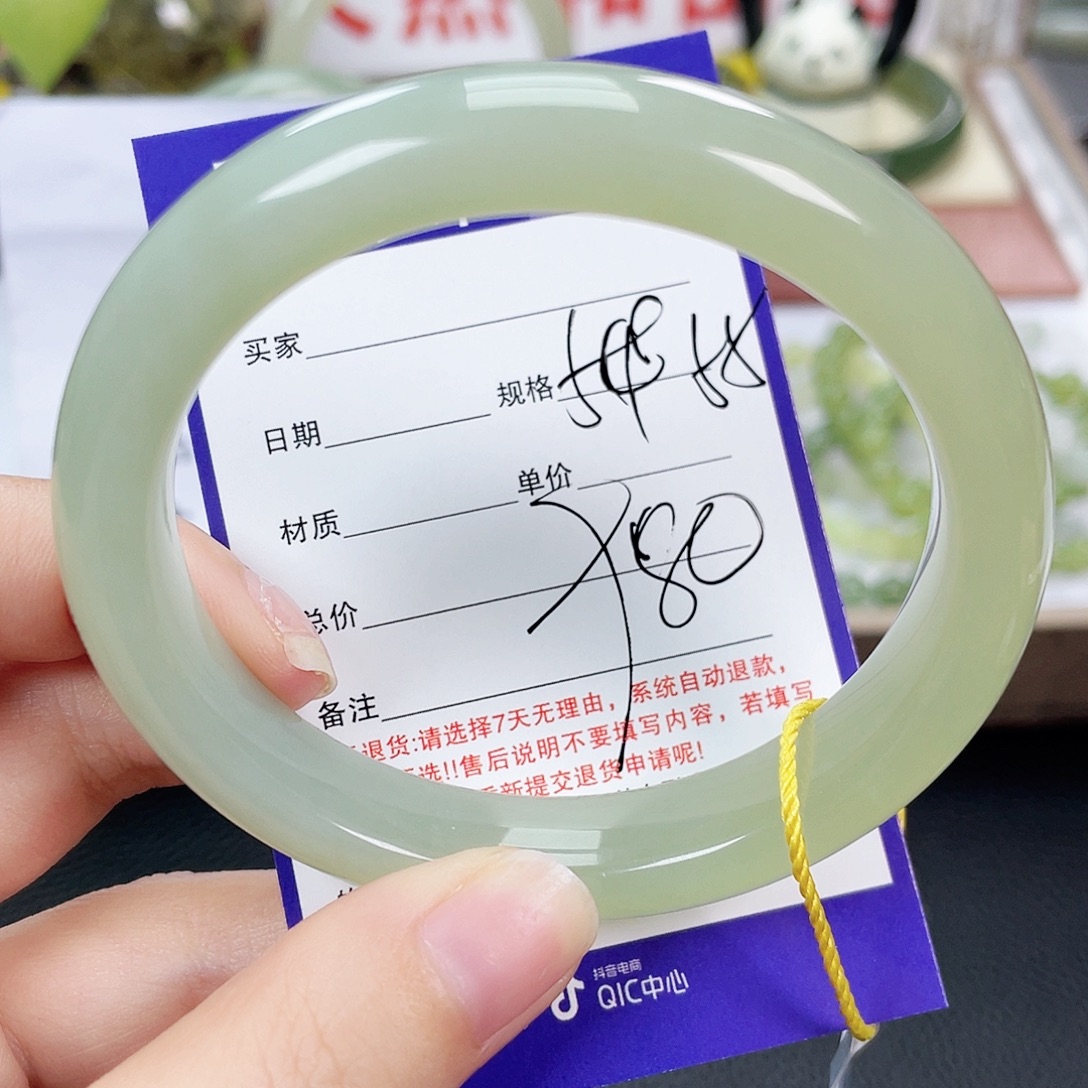 买家
规格
日期
单价
材质
780
总价
备注
退货:请选择7天无理由，系统自动退款，
选!!售后说明不要填写内容，若填写
新提交退货申请呢!
抖音电商
QIC中心